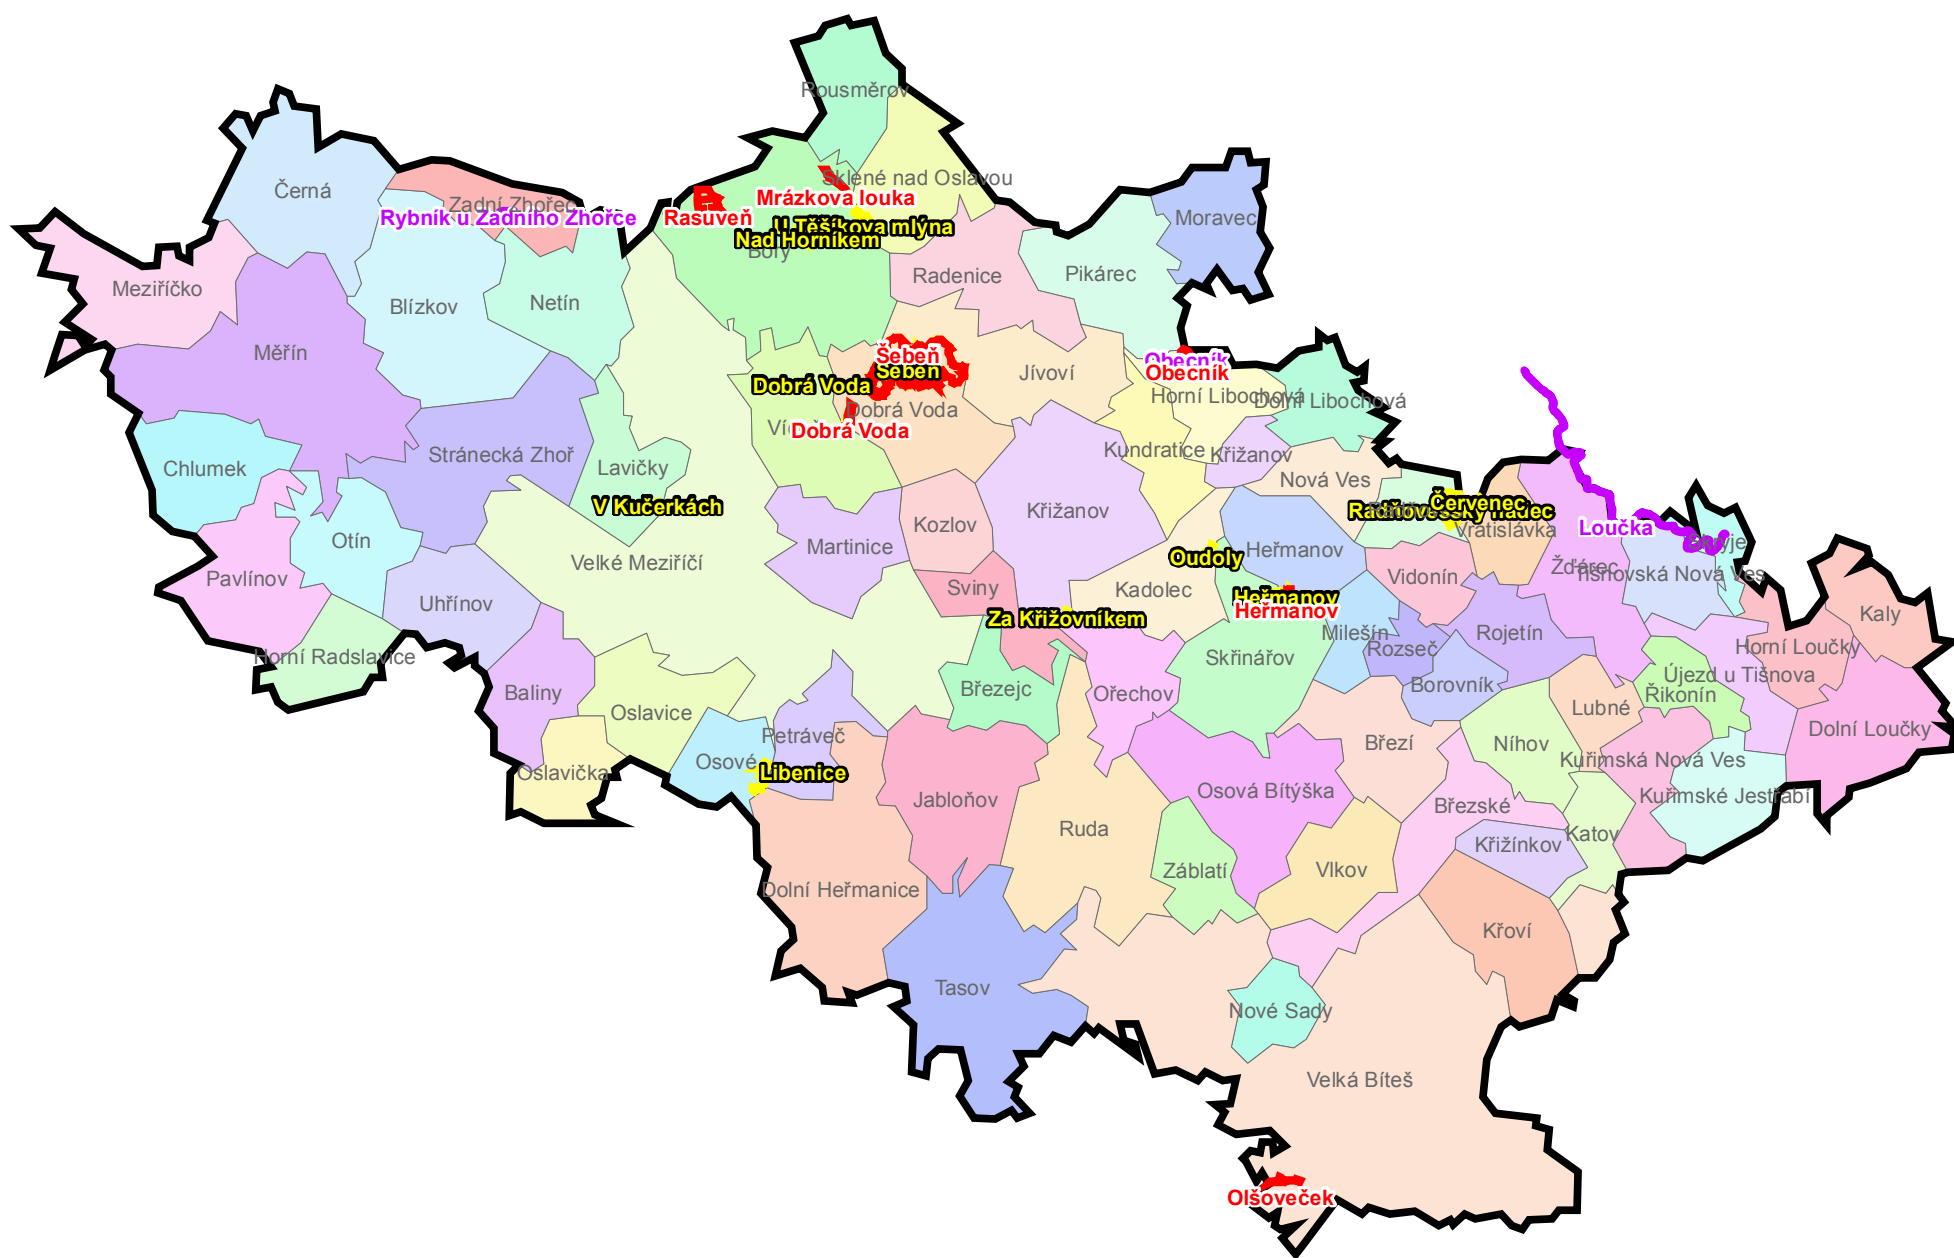 Rousměrov
Černá
Zadní Zhořec
Rybník u Zadního Zhořce
Sklené nad Oslavou
Mrázkova louka
Rasuveň
U Těšíkova mlýna
Nad Horníkem
Bory
Moravec
Meziříčko
Blízkov
Netín
Radenice
Pikárec
Měřín
Šebeň
Šebeň
Dobrá Voda
Dobrá Voda
Dobrá Voda
Jívoví
Obecník
Obecník
Horní Libochová
Dolní Libochová
Chlumek
Stránecká Zhoř
Lavičky
Kundratice
Křižanov
Nová Ves
V Kučerkách
Křižanov
Kozlov
Martinice
Červenec
Vratislávka
Loučka
Otín
Velké Meziříčí
Heřmanov
Oudoly
Žďárec
Tišnovská Nová Ves
Pavlínov
Uhřínov
Sviny
Kadolec
Vidonín
Heřmanov
Heřmanov
Za Křižovníkem
Kaly
Milešín
Rozseč
Rojetín
Horní Loučky
Horní Radslavice
Skřinářov
Újezd u Tišnova
Baliny
Březejc
Ořechov
Borovník
Řikonín
Oslavice
Lubné
Petráveč
Březí
Níhov
Dolní Loučky
Oslavička
Osové
Libenice
Kuřimská Nová Ves
Jabloňov
Osová Bítýška
Březské
Kuřimské Jestřabí
Ruda
Křižínkov
Katov
Záblatí
Vlkov
Dolní Heřmanice
Křoví
Tasov
Nové Sady
Velká Bíteš
Olšoveček